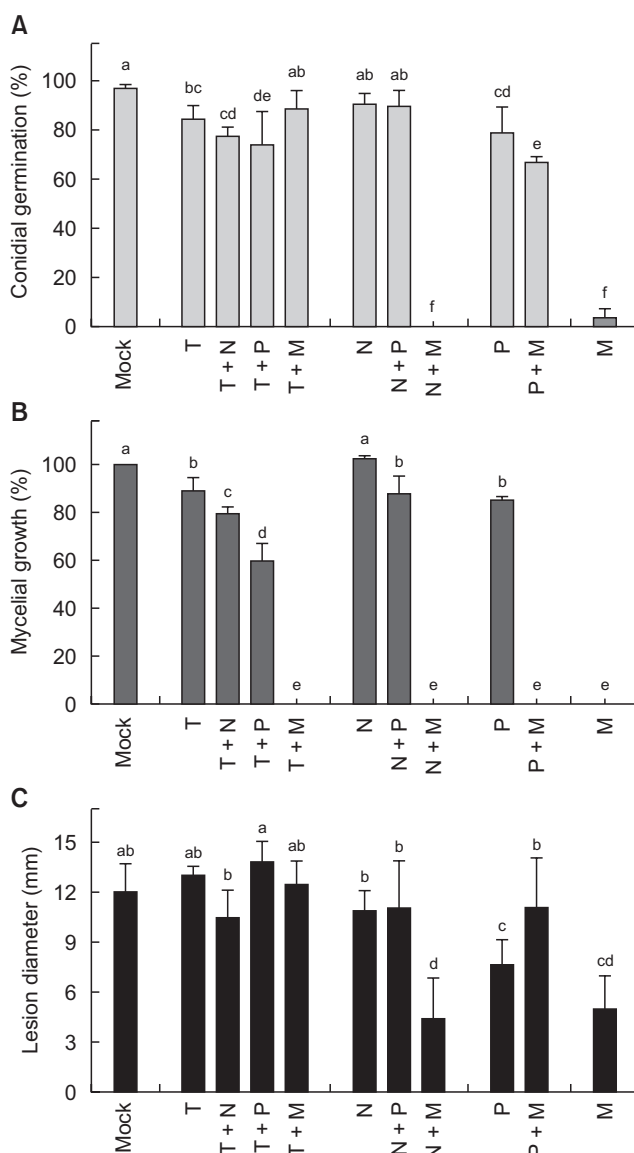 A
Conidial germination (%)
100
80
60
40
20
0
a
bc
cd
de
ab
ab
ab
f
cd
e
f
Mock
T
T + N
T + P
T + M
N
N + P
N + M
P
P + M
M
B
Mycelial growth (%)
100
80
60
40
20
0
a
b
c
d
e
a
b
e
b
e
e
Mock
T
T + N
T + P
T + M
N
N + P
N + M
P
P + M
M
C
Lesion diameter (mm)
15
12
9
6
3
0
ab
ab
b
a
ab
b
b
d
c
b
cd
Mock
T
T + N
T + P
T + M
N
N + P
N + M
P
P + M
M